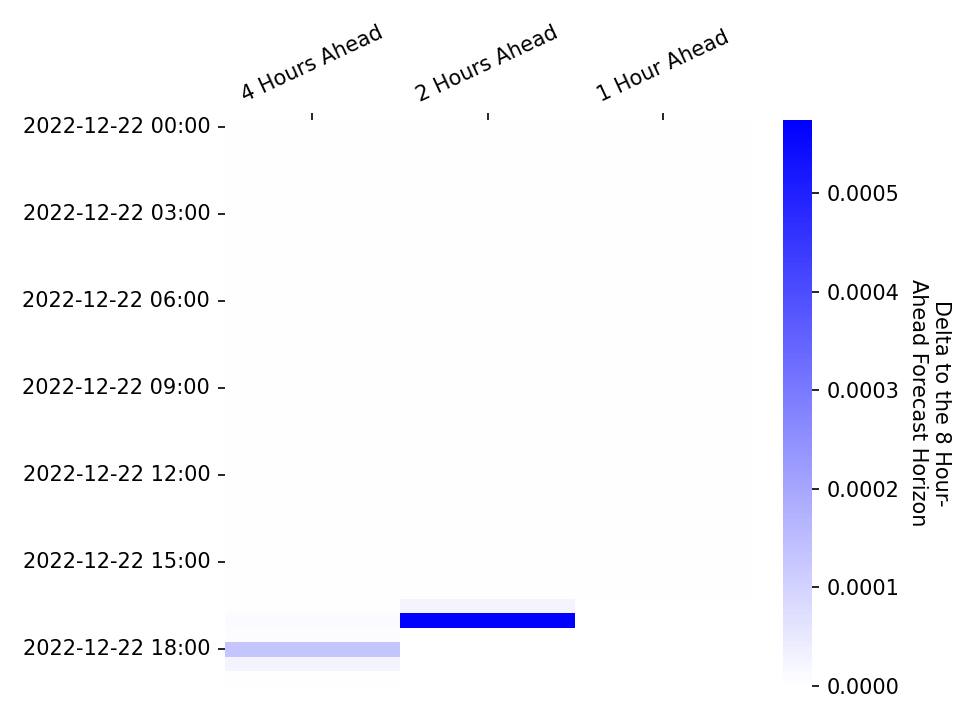 4 Hours Ahead
2 Hours Ahead
1 Hour Ahead
2022-12-22 00:00
2022-12-22 03:00
2022-12-22 06:00
2022-12-22 09:00
2022-12-22 12:00
2022-12-22 15:00
2022-12-22 18:00
0.0005
0.0004
0.0003
0.0002
0.0001
0.0000
Delta to the 8 Hour-
Ahead Forecast Horizon